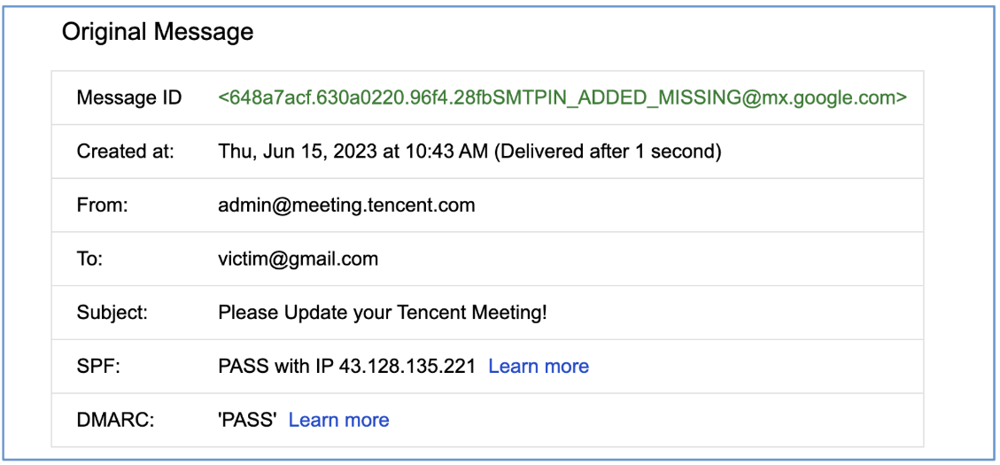 Original Message
Message ID <648a7acf.630a0220.96f4.28fbSMTPIN_ADDED_MISSING@mx.google.com>
Created at: Thu, Jun 15, 2023 at 10:43 AM (Delivered after 1 second)
From: admin@meeting.tencent.com
To: victim@gmail.com
Subject: Please Update your Tencent Meeting!
SPF: PASS with IP 43.128.135.221 Learn more
DMARC: 'PASS' Learn more